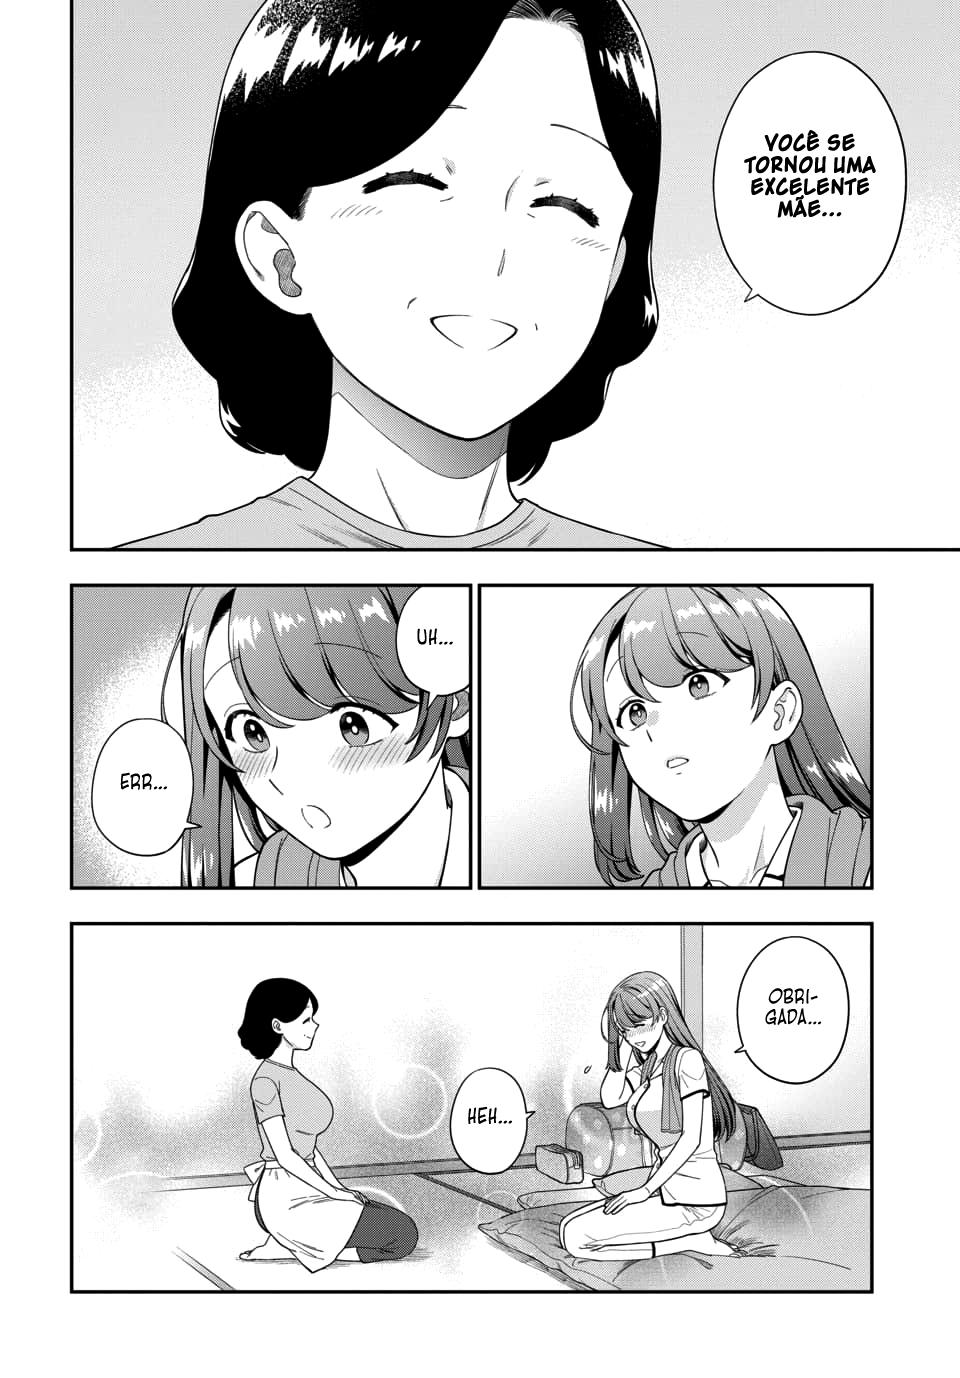 VOCÊ SE
TORNOU UMA
EXCELENTE
MÃE...
UH...
ERR...
OBRI-
GADA...
HEH...